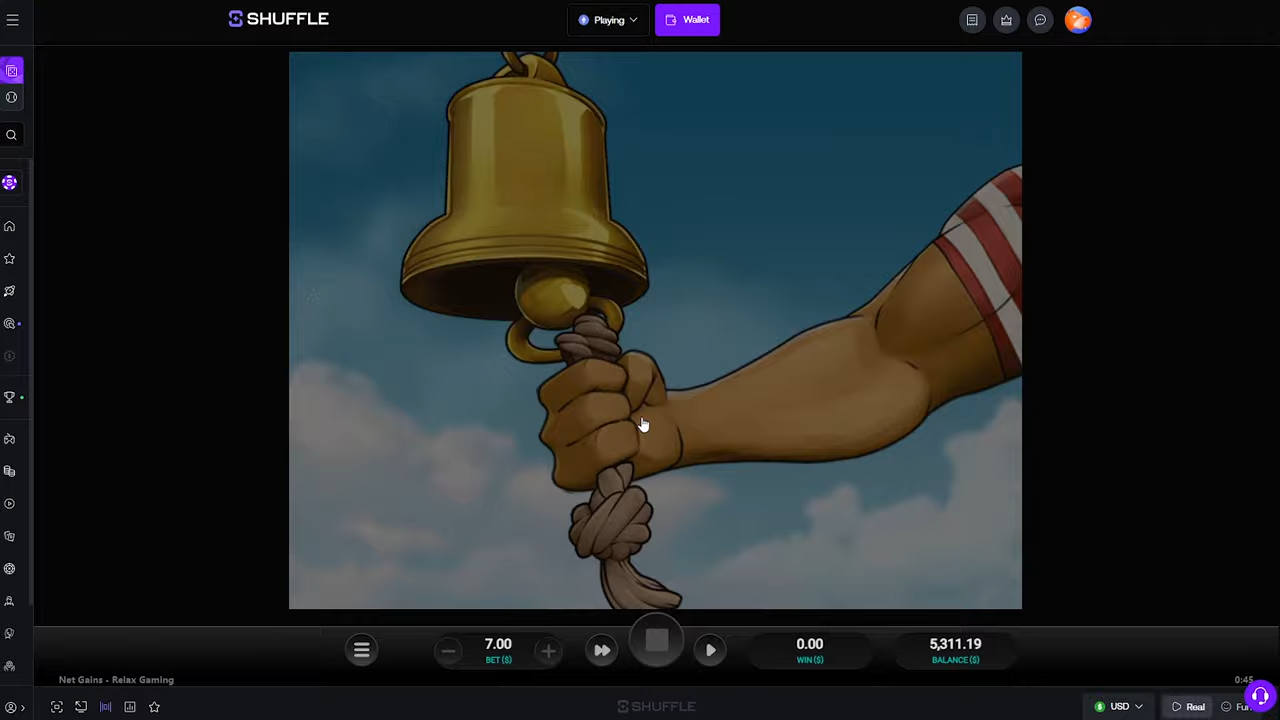 SHUFFLE
Playing
Wallet
7.00
BET ($)
0.00
WIN ($)
5,311.19
BALANCE ($)
Net Gains - Relax Gaming
0:45
SHUFFLE
USD
Real